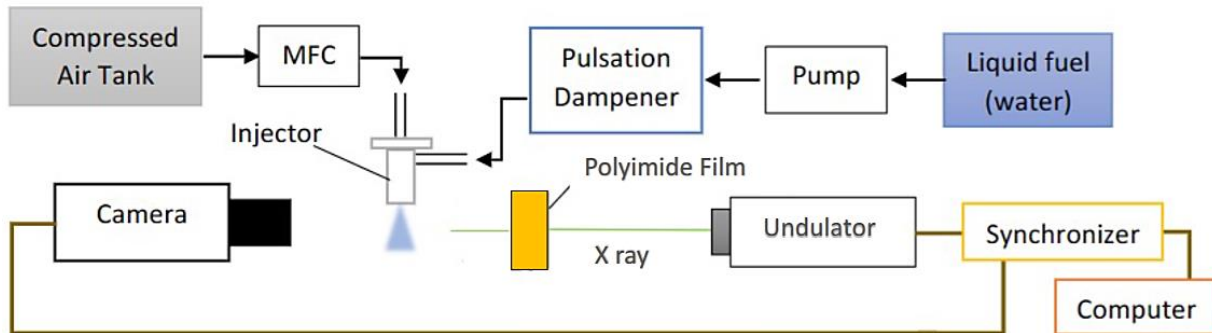 Compressed
Air Tank
MFC
Pulsation
Dampener
Pump
Liquid fuel
(water)
Injector
Polyimide Film
Camera
X ray
Undulator
Synchronizer
Computer